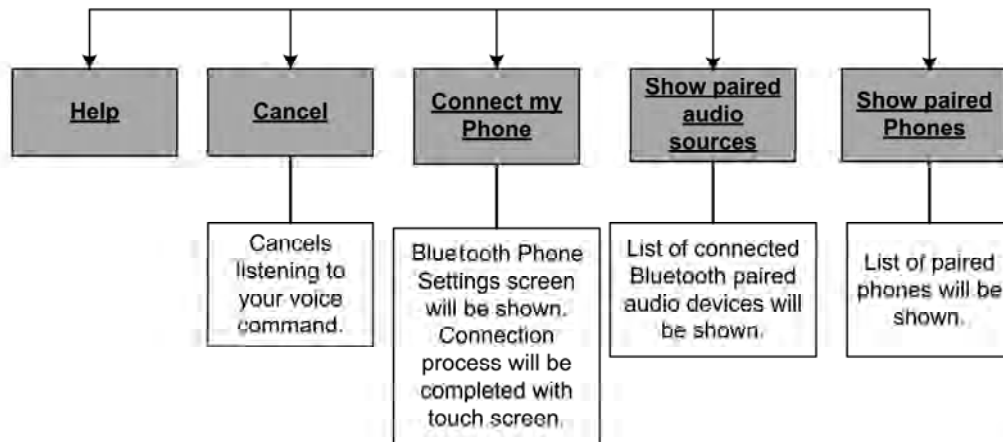 Help
Cancel
Connect my
Phone
Show paired
audio
sources
Show paired
Phones
Cancels
listening to
your voice
command.
Bluetooth Phone
Settings screen
will be shown.
Connection
process will be
completed with
touch screen.
List of connected
Bluetooth paired
audio devices will
be shown.
List of paired
phones will be
shown.